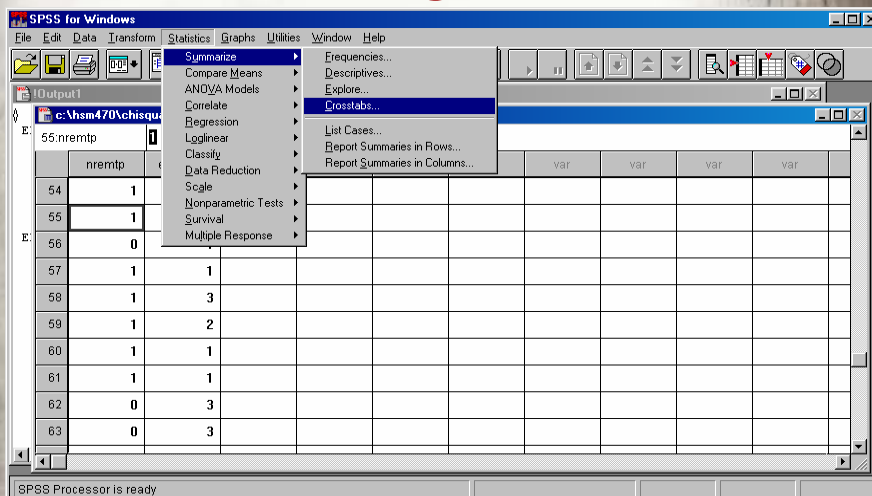 SPSS for Windows
File Edit Data Transform Statistics Graphs Utilities Window Help
!Output1
c:\hsm470\chisqua
55:nremtp 1
Summarize
Compare Means
ANOVA Models
Correlate
Regression
Loglinear
Classify
Data Reduction
Scale
Nonparametric Tests
Survival
Multiple Response
Frequencies...
Descriptives...
Explore...
Crosstabs...
List Cases...
Report Summaries in Rows...
Report Summaries in Columns...
nremtp e var var var
54 1
55 1
56 0
57 1 1
58 1 3
59 1 2
60 1 1
61 1 1
62 0 3
63 0 3
SPSS Processor is ready